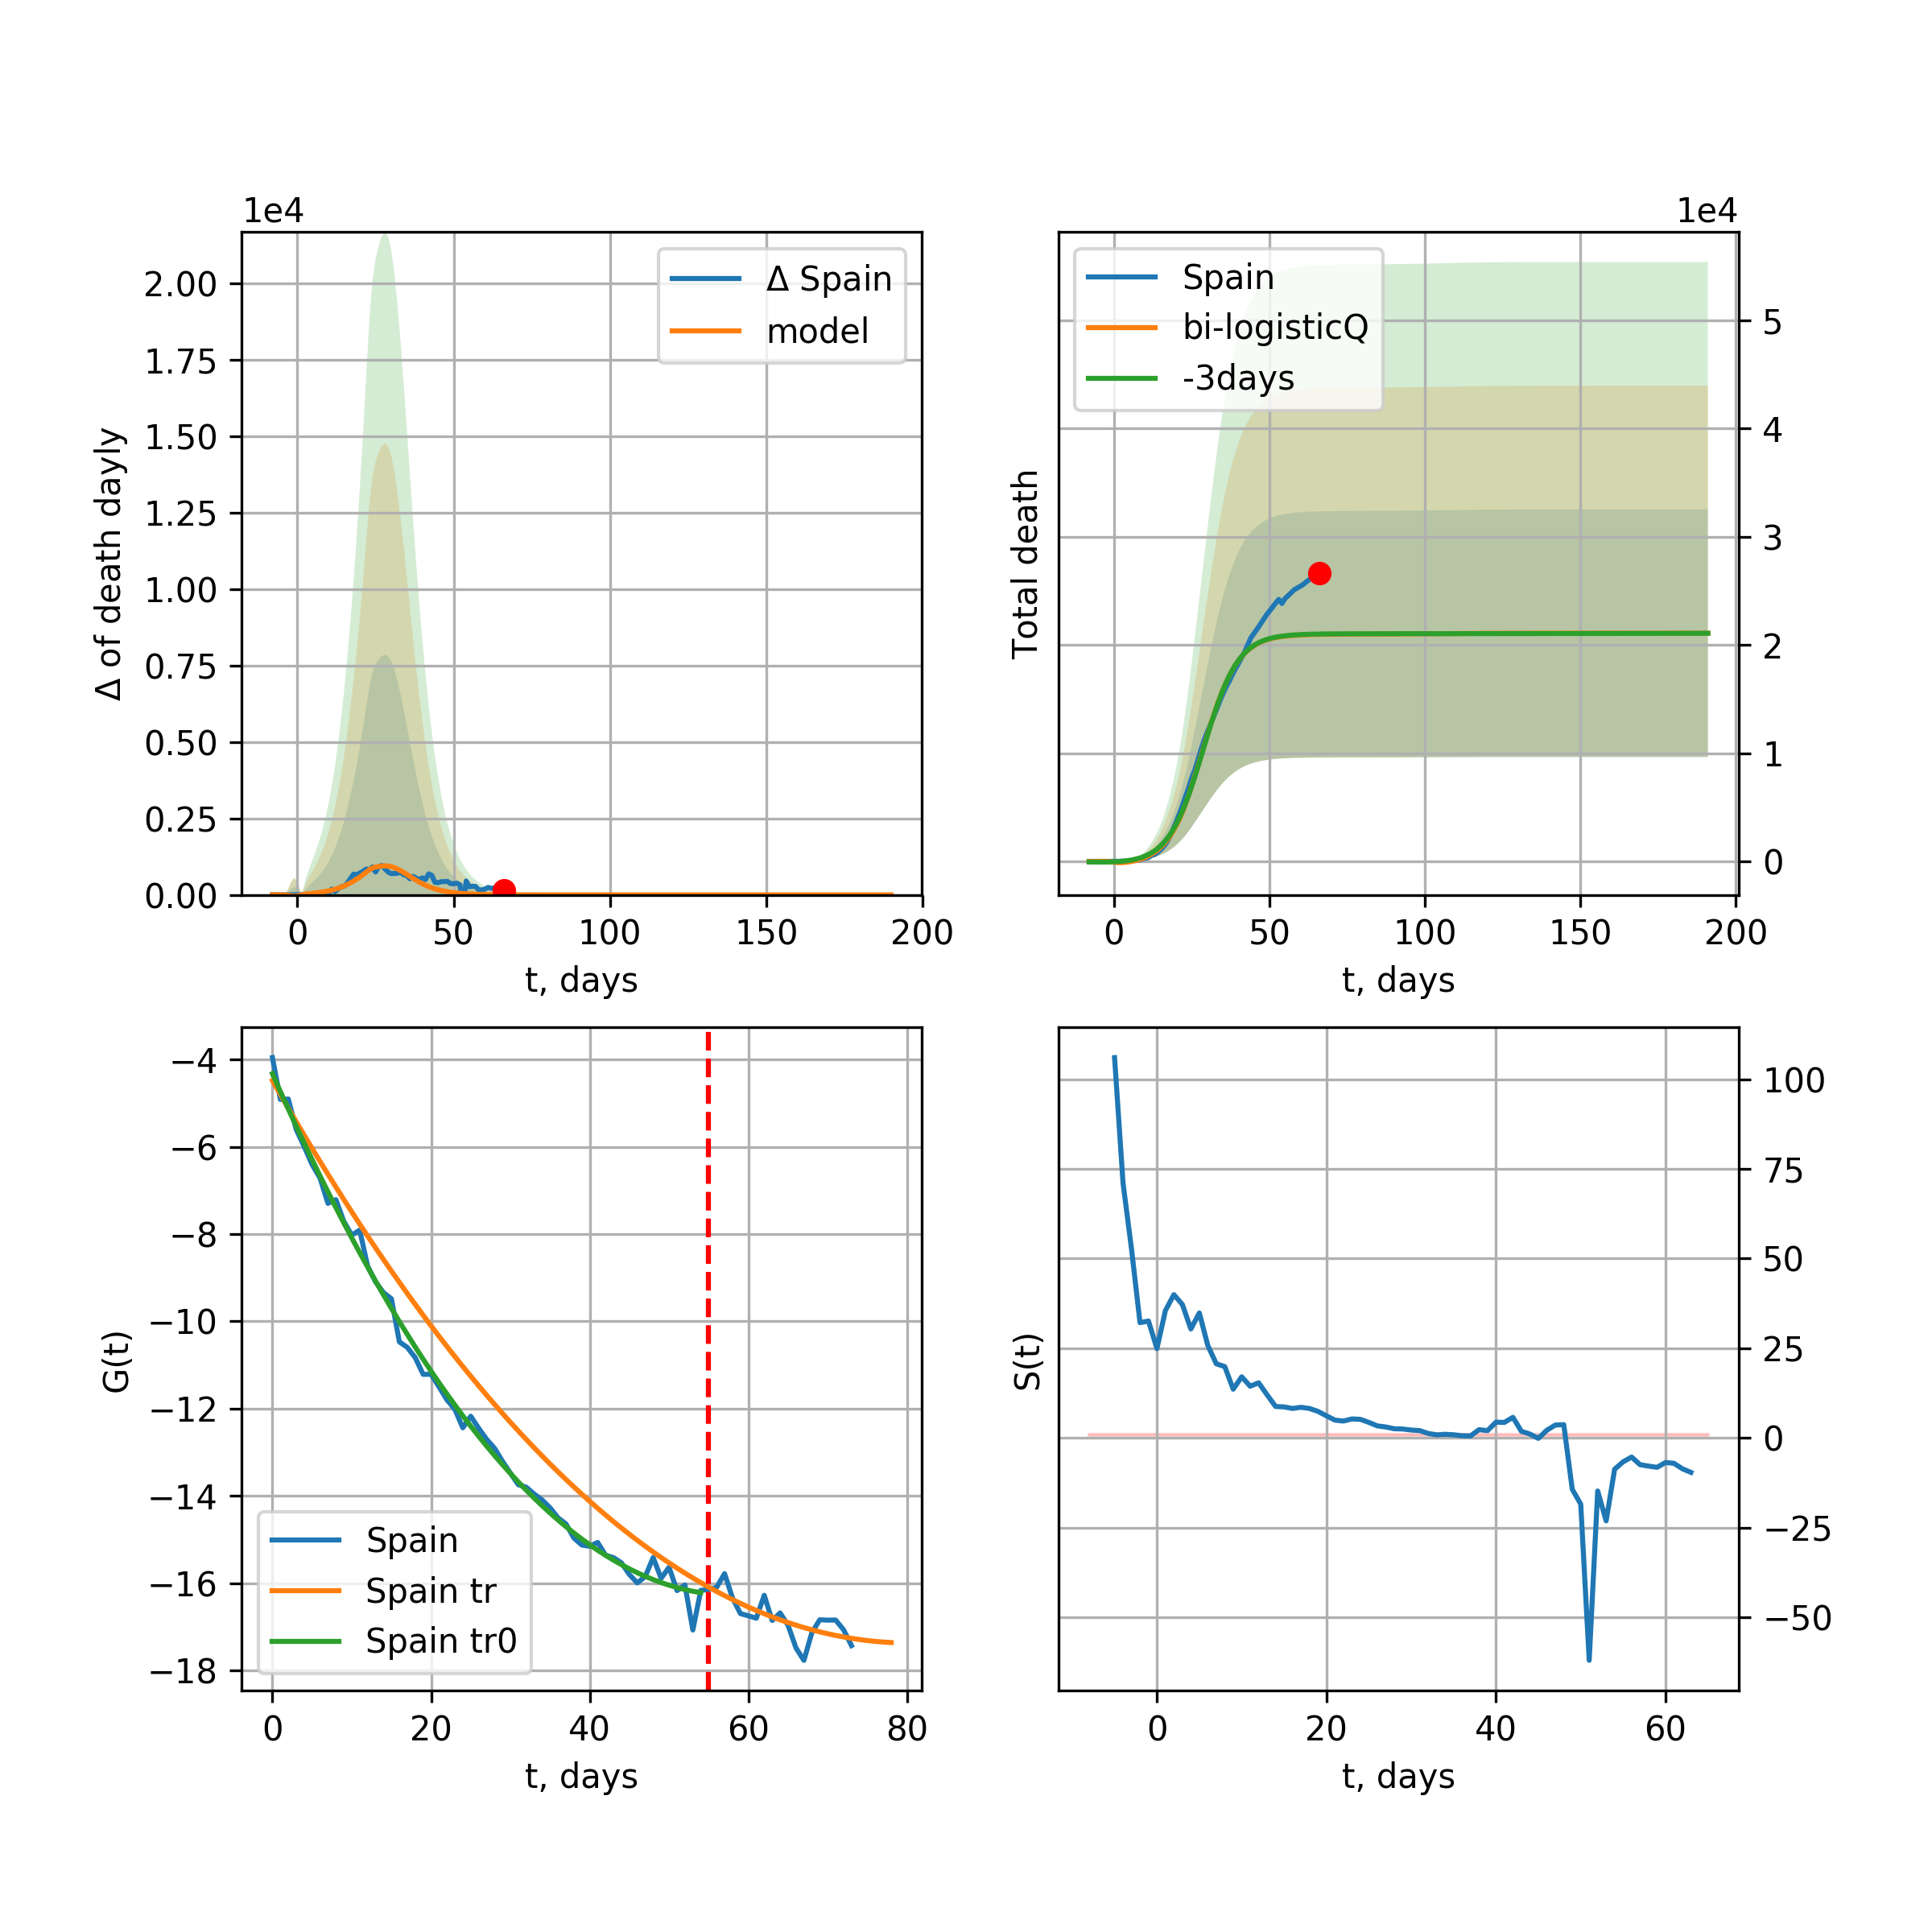 1e4
Δ of death dayly
2.00
1.75
1.50
1.25
1.00
0.75
0.50
0.25
0.00
0 50 100 150 200
t, days
Δ Spain
model
1e4
Total death
5
4
3
2
1
0
0 50 100 150 200
t, days
Spain
bi-logisticQ
-3days
G(t)
−4
−6
−8
−10
−12
−14
−16
−18
0 20 40 60 80
t, days
Spain
Spain tr
Spain tr0
S(t)
100
75
50
25
0
−25
−50
0 20 40 60
t, days